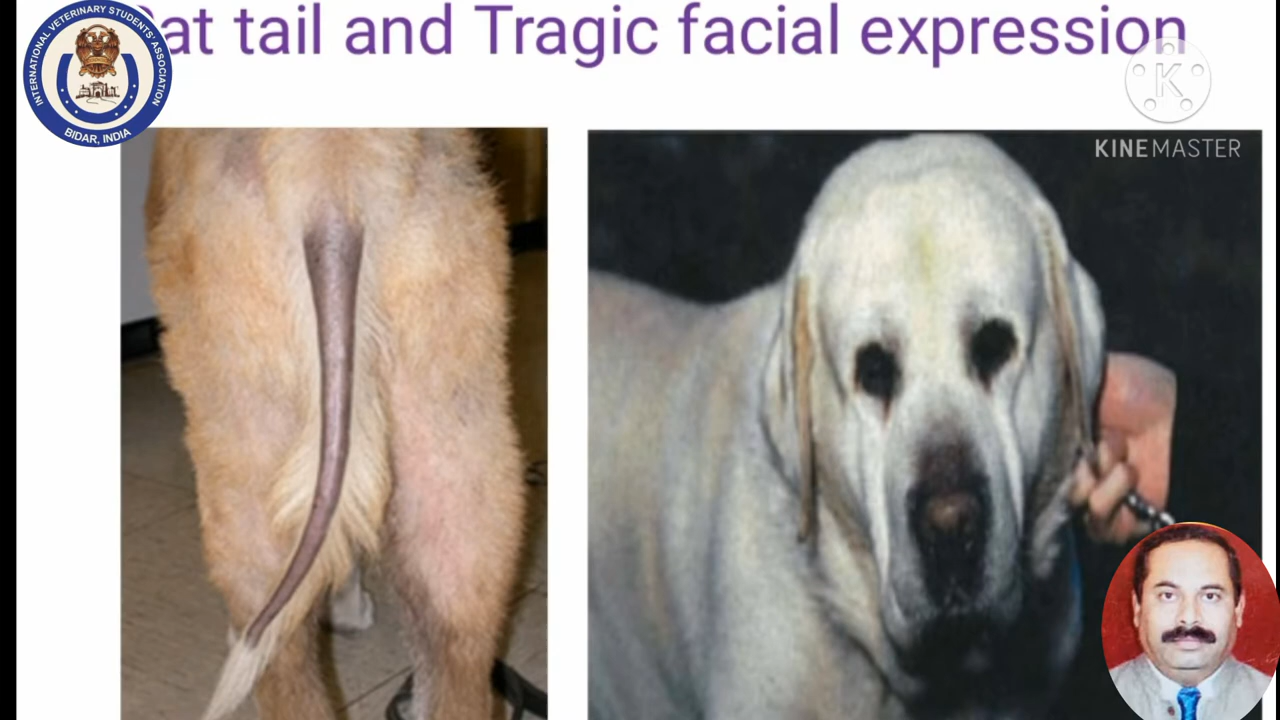 at tail and Tragic facial expression
INTERNATIONAL VETERINARY STUDENTS' ASSOCIATION
BIDAR, INDIA
K
KINEMASTER